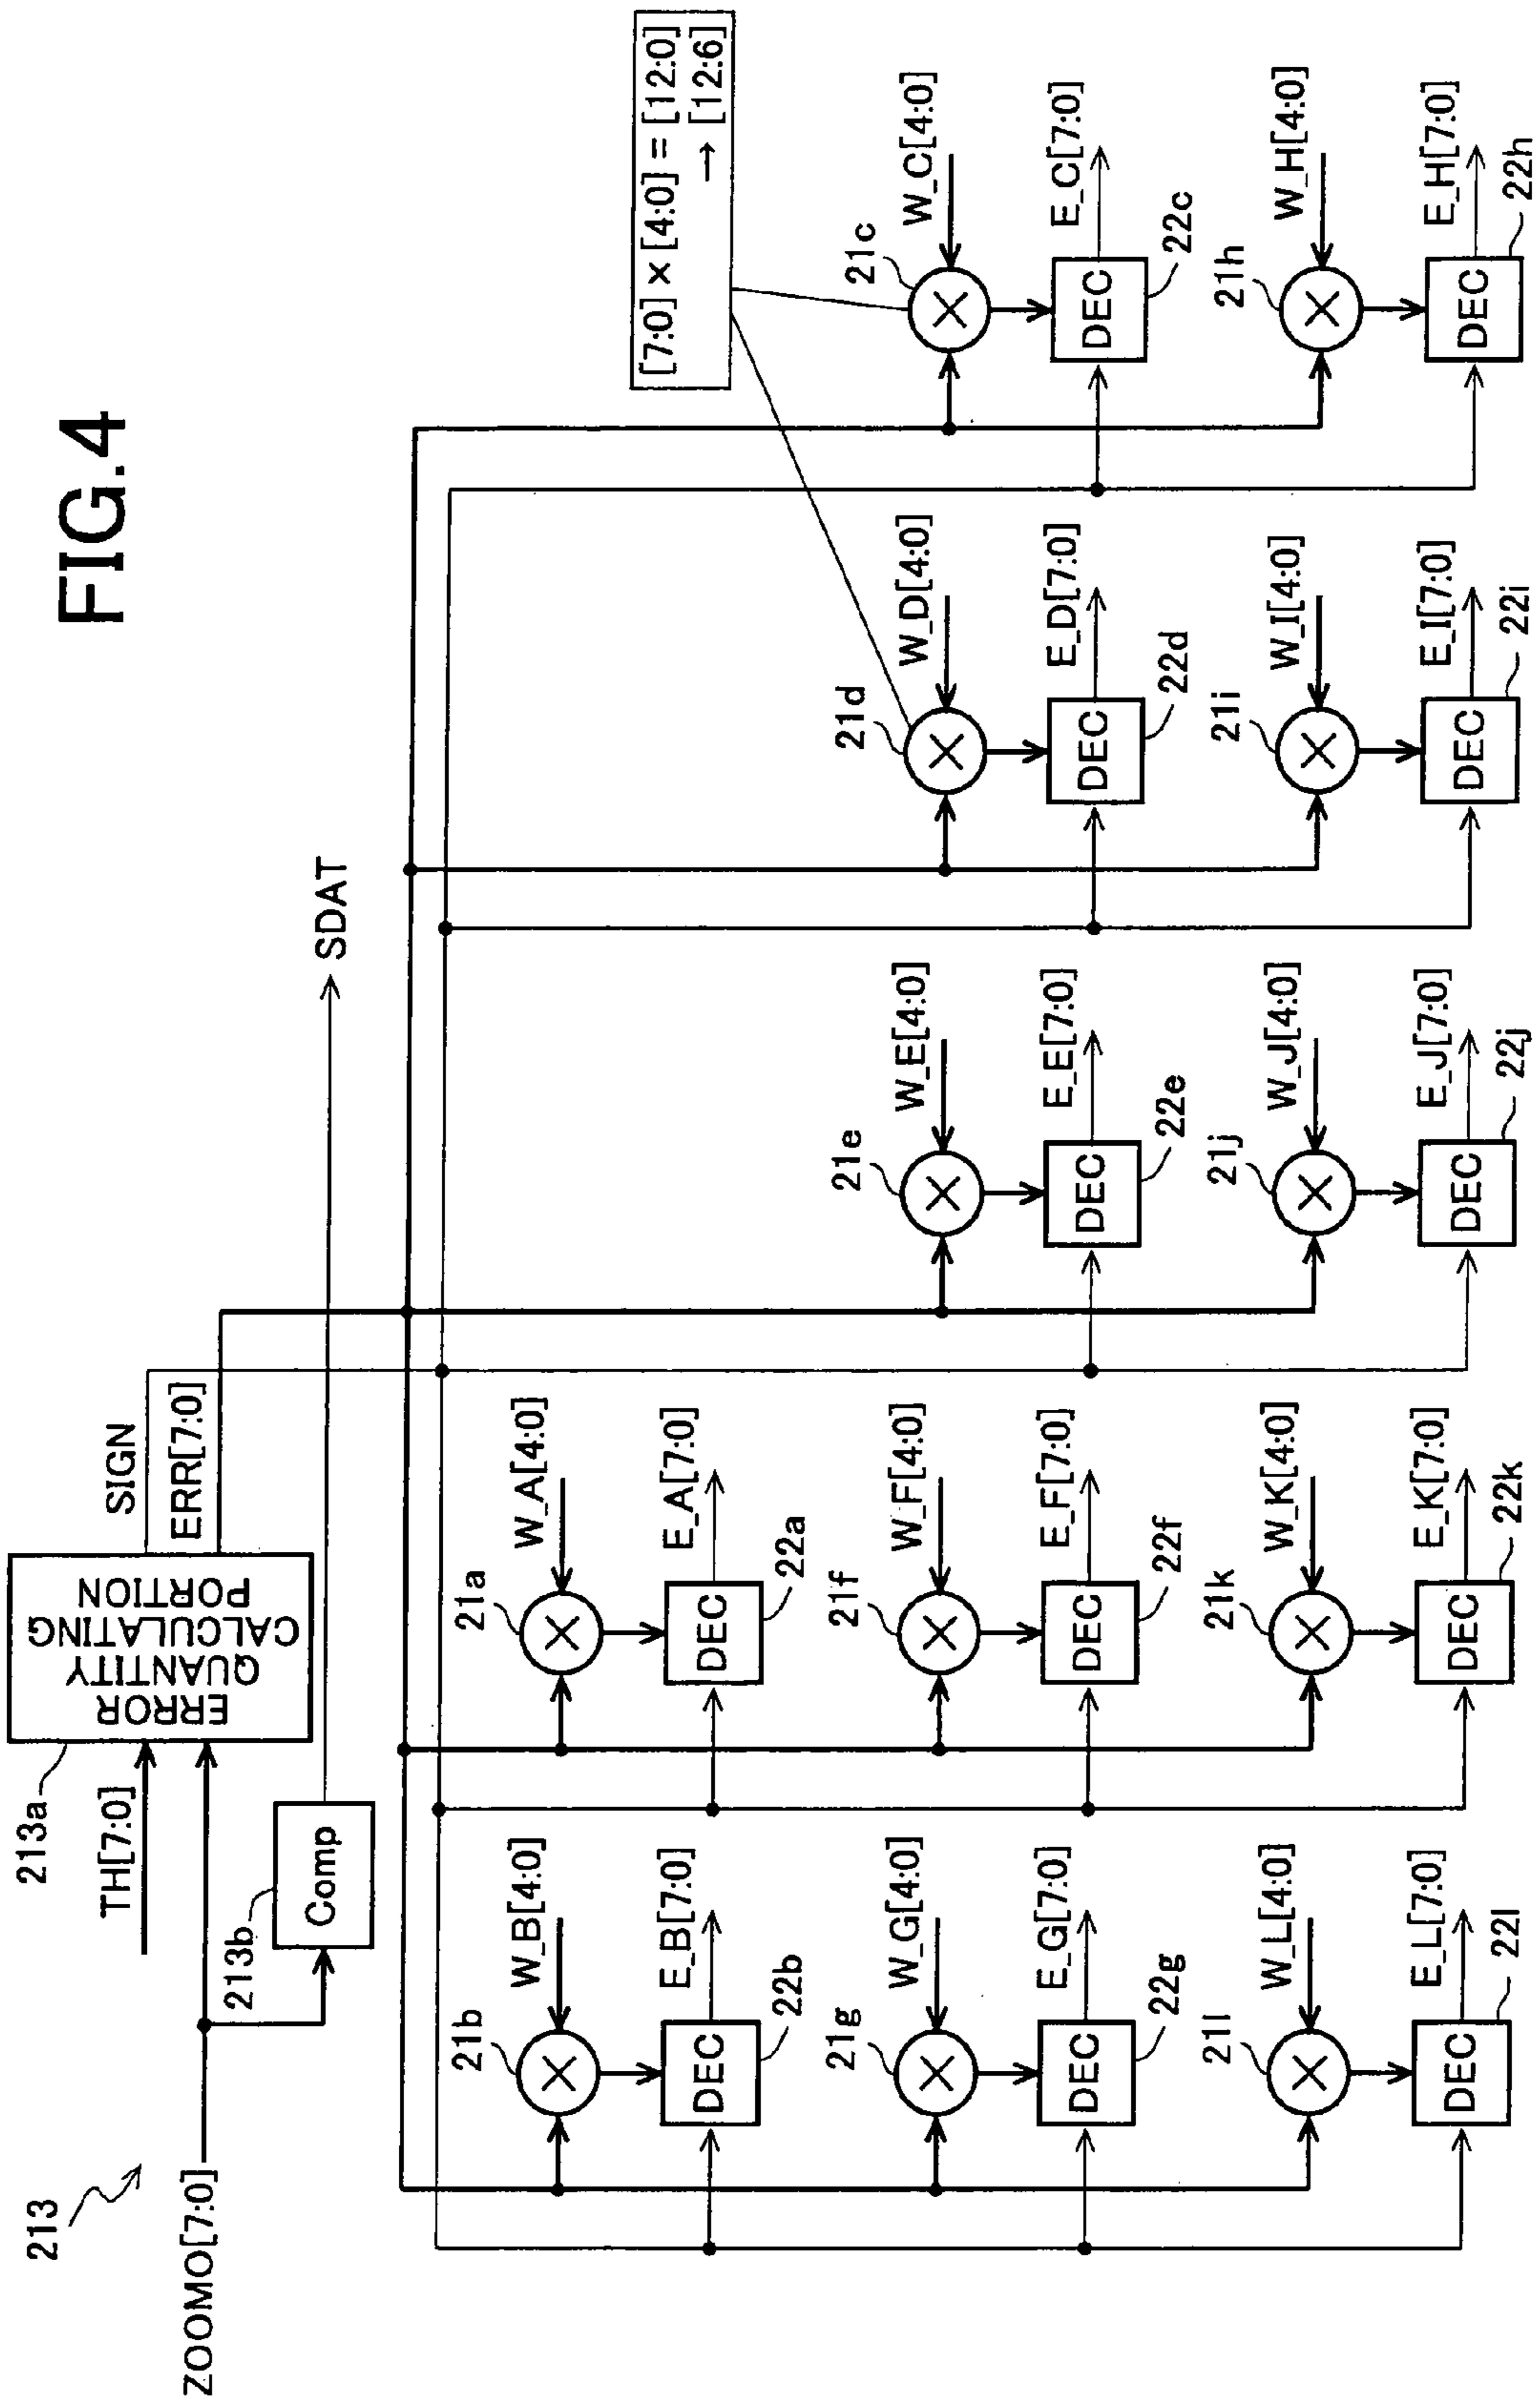 FIG.4
213
213a
TH[7:0]
ZOOMO[7:0]
ERROR
QUANTITY
CALCULATING
PORTION
SIGN
ERR[7:0]
213b
Comp
SDAT
[7:0] × [4:0] = [12:0]
→ [12:6]
21b
W_B[4:0]
DEC
E_B[7:0]
22b
21a
W_A[4:0]
DEC
E_A[7:0]
22a
21g
W_G[4:0]
DEC
E_G[7:0]
22g
21f
W_F[4:0]
DEC
E_F[7:0]
22f
21e
W_E[4:0]
DEC
E_E[7:0]
22e
21d
W_D[4:0]
DEC
E_D[7:0]
22d
21c
W_C[4:0]
DEC
E_C[7:0]
22c
21l
W_L[4:0]
DEC
E_L[7:0]
22l
21k
W_K[4:0]
DEC
E_K[7:0]
22k
21j
W_J[4:0]
DEC
E_J[7:0]
22j
21i
W_I[4:0]
DEC
E_I[7:0]
22i
21h
W_H[4:0]
DEC
E_H[7:0]
22h